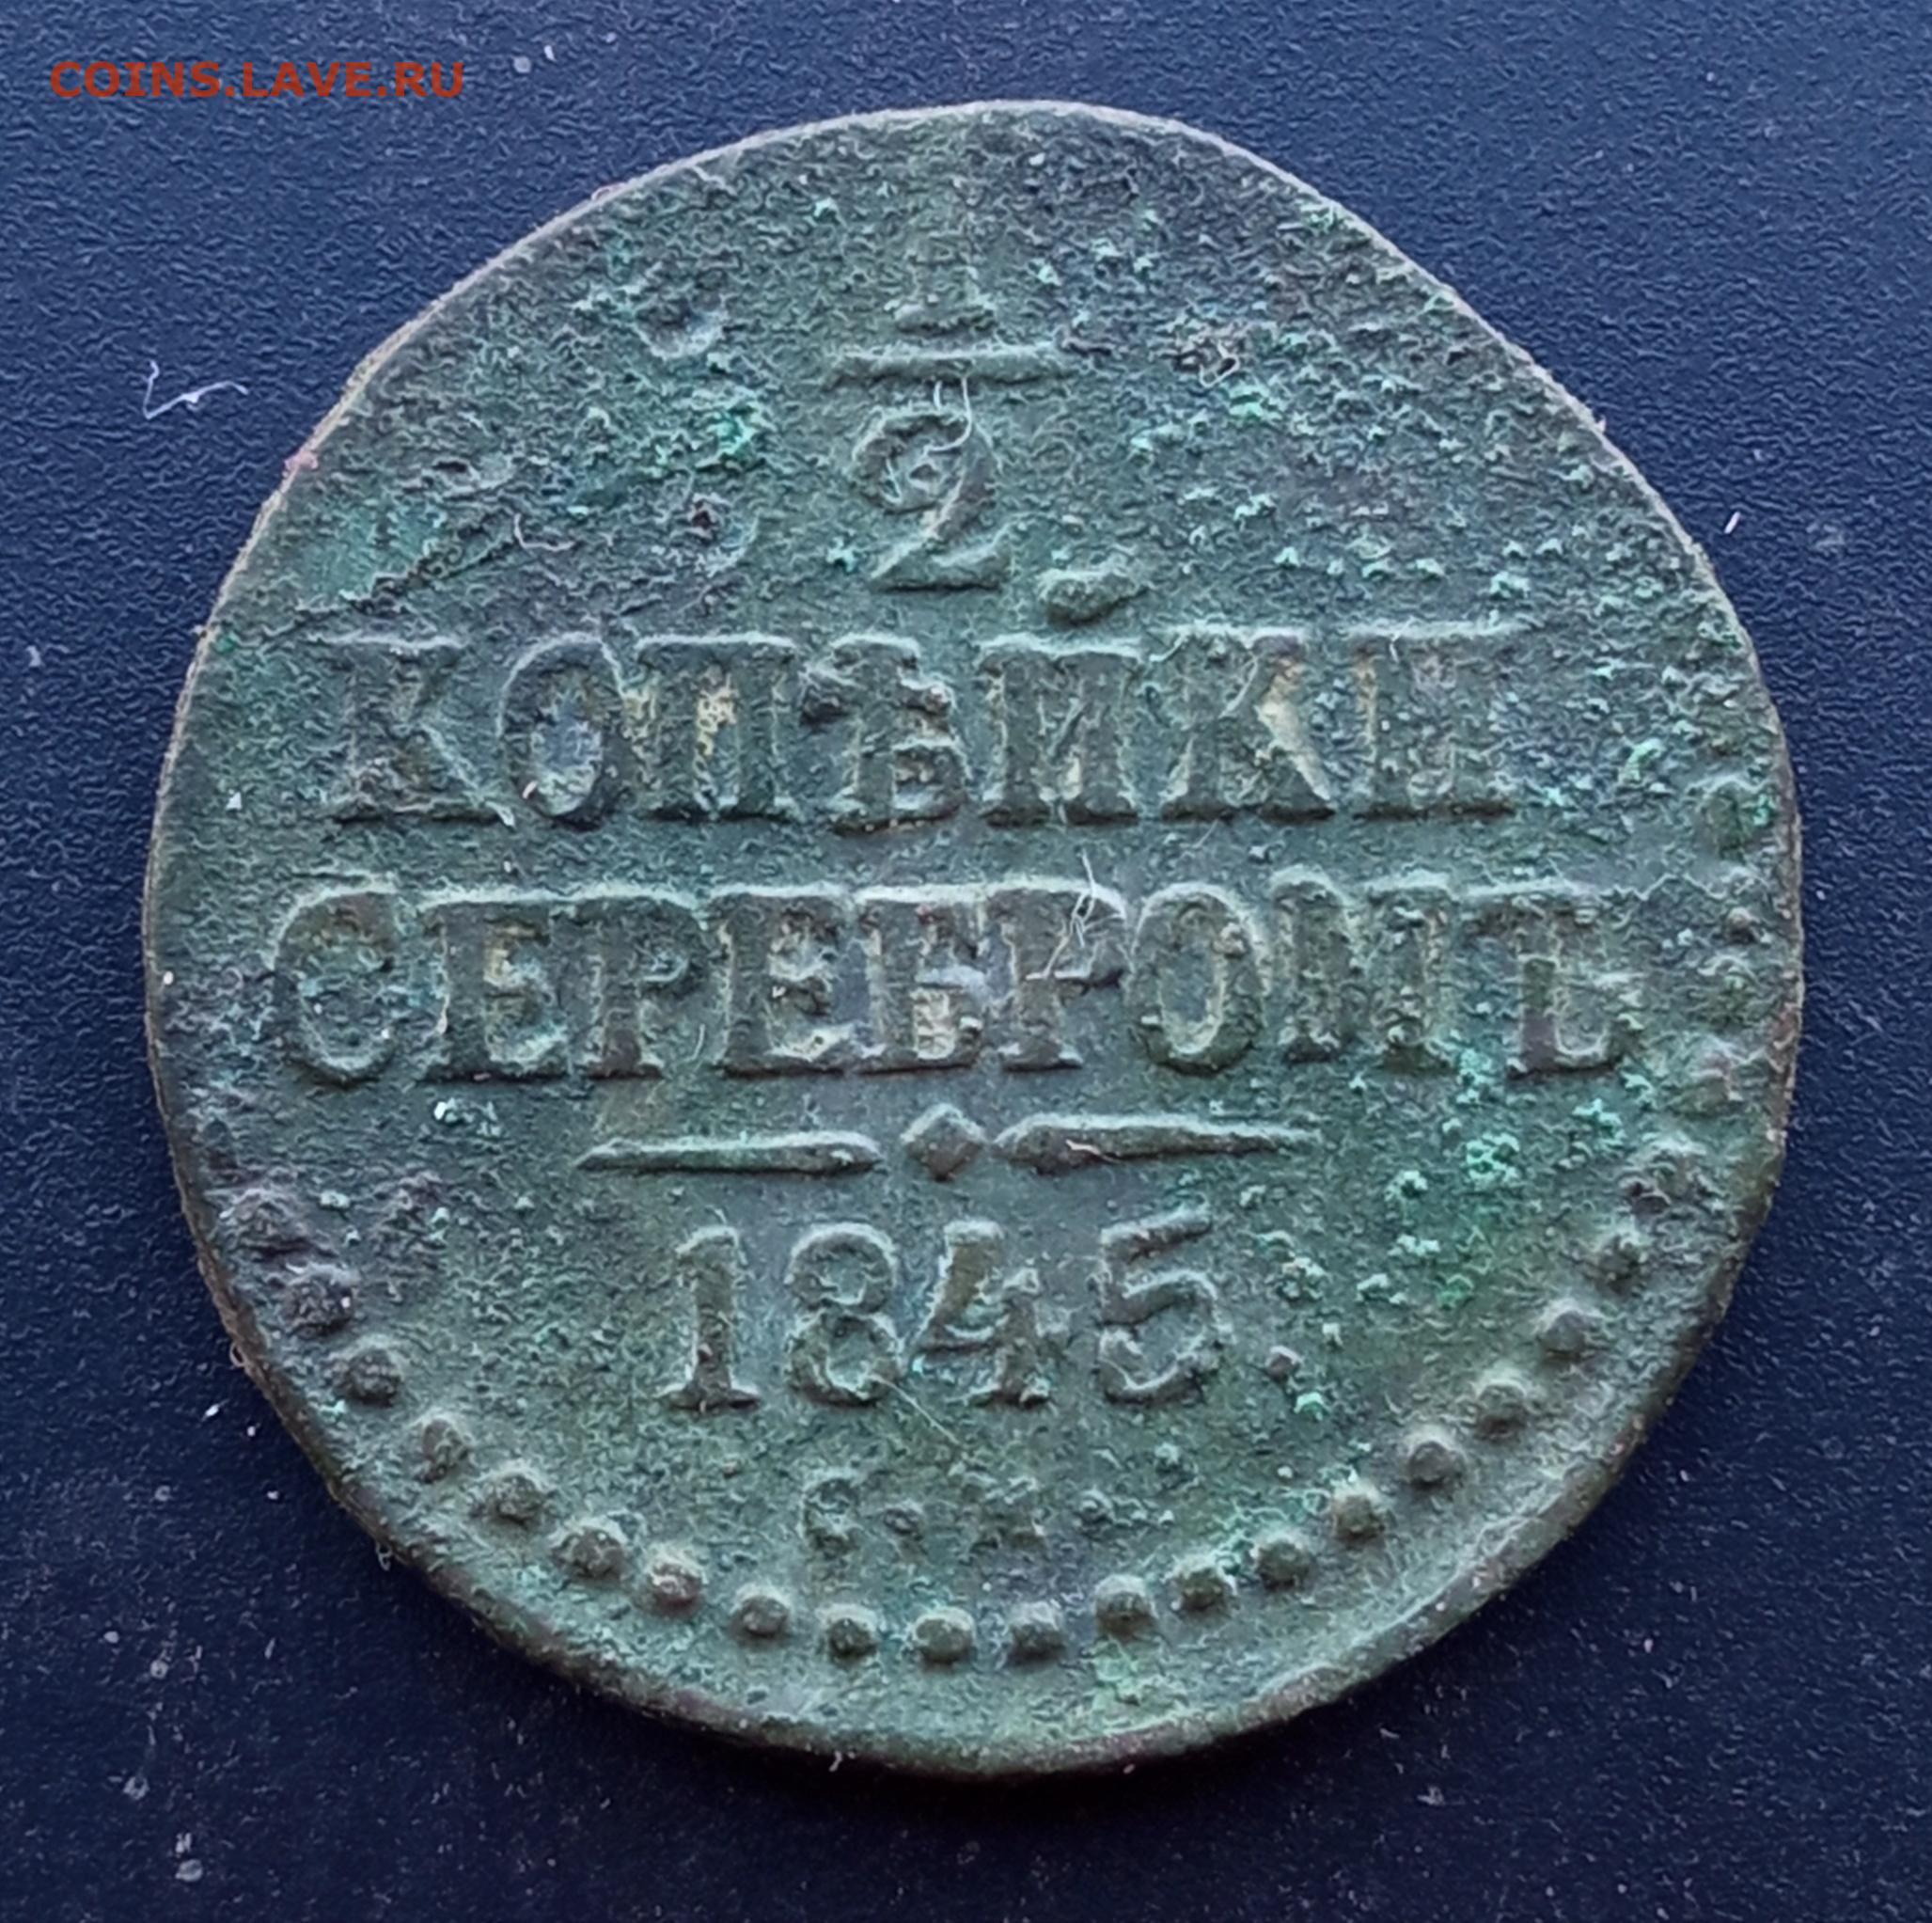 COINS.LAVE.RU
1
2
КОПѢЙКИ
СЕРЕБРОМЪ
1845.